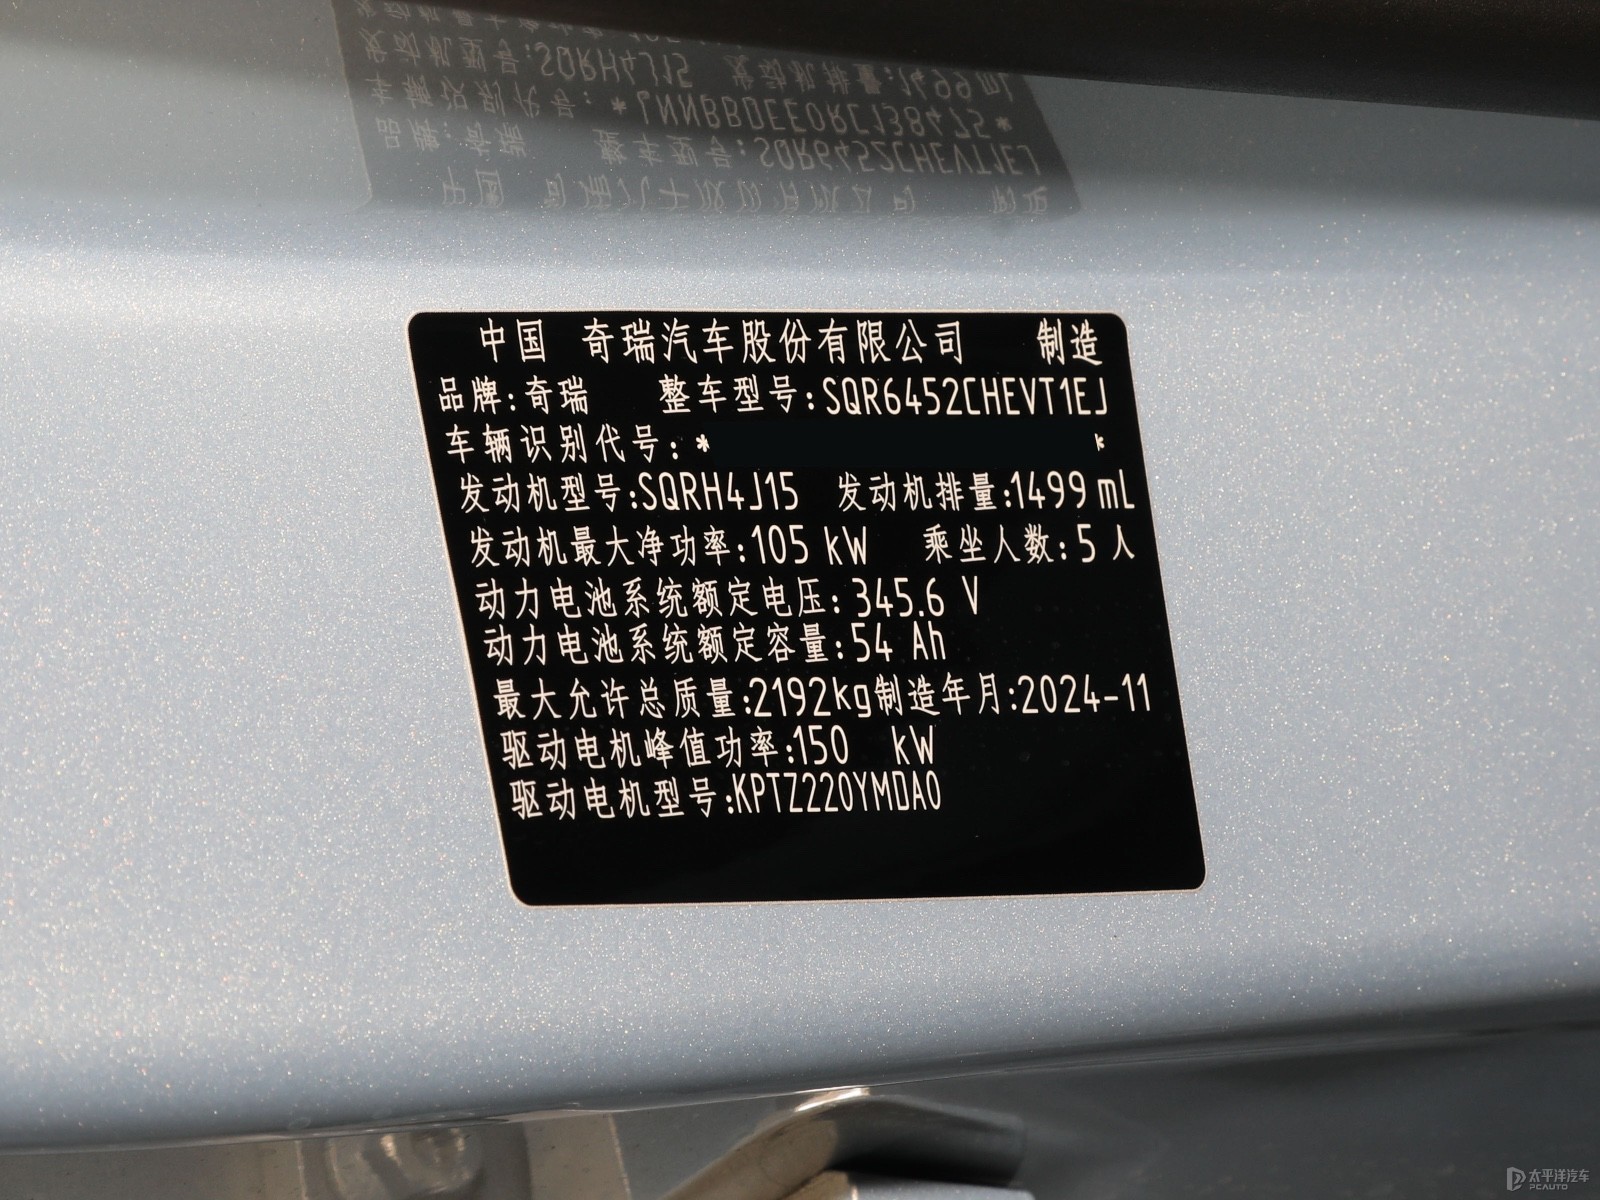 中国 奇瑞汽车股份有限公司 制造
品牌:奇瑞 整车型号:SQR6452CHEVT1EJ
车辆识别代号:* *
发动机型号:SQRH4J15 发动机排量:1499 mL
发动机最大净功率:105 kW 乘坐人数:5 人
动力电池系统额定电压:345.6 V
动力电池系统额定容量:54 Ah
最大允许总质量:2192kg制造年月:2024-11
驱动电机峰值功率:150 kW
驱动电机型号:KPTZ220YMDA0
太平洋汽车
PCAUTO